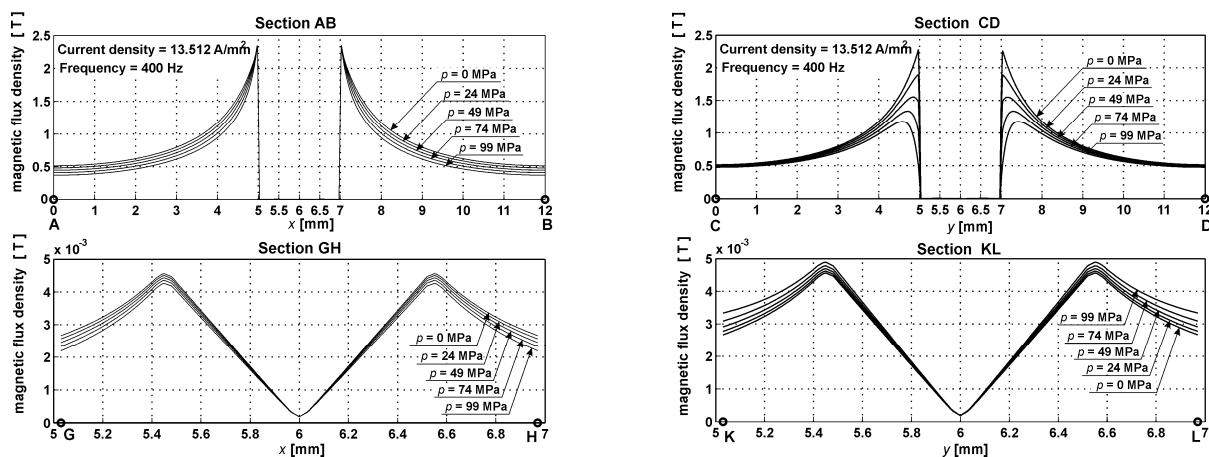 Section AB
magnetic flux density [ T ]
2.5
2
1.5
1
0.5
0
Current density = 13.512 A/mm²
Frequency = 400 Hz
p = 0 MPa
p = 24 MPa
p = 49 MPa
p = 74 MPa
p = 99 MPa
0 1 2 3 4 5 5.5 6 6.5 7 8 9 10 11 12
A x [mm] B
Section CD
magnetic flux density [ T ]
2.5
2
1.5
1
0.5
0
Current density = 13.512 A/mm²
Frequency = 400 Hz
p = 0 MPa
p = 24 MPa
p = 49 MPa
p = 74 MPa
p = 99 MPa
0 1 2 3 4 5 5.5 6 6.5 7 8 9 10 11 12
C y [mm] D
Section GH
x 10⁻³
magnetic flux density [ T ]
5
4
3
2
1
0
p = 0 MPa
p = 24 MPa
p = 49 MPa
p = 74 MPa
p = 99 MPa
G H
5 5.2 5.4 5.6 5.8 6 6.2 6.4 6.6 6.8 7
x [mm]
Section KL
x 10⁻³
magnetic flux density [ T ]
5
4
3
2
1
0
p = 99 MPa
p = 74 MPa
p = 49 MPa
p = 24 MPa
p = 0 MPa
K L
5 5.2 5.4 5.6 5.8 6 6.2 6.4 6.6 6.8 7
y [mm]